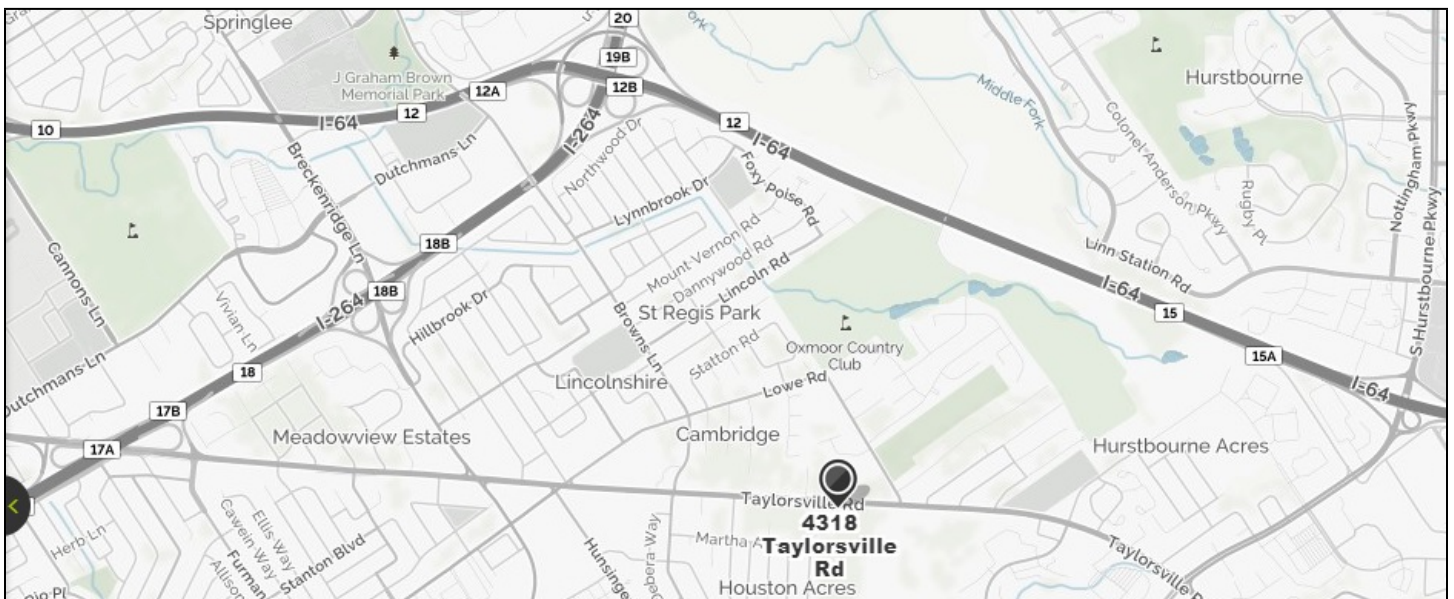 Springlee
20
19B
J Graham Brown
Memorial Park
12A
12B
Hurstbourne
Middle Fork
10
12
I-64
I-264
12
I-64
Northwood Dr
Dutchmans Ln
Breckenridge Ln
Foxy Poise Rd
Colonel Anderson Pkwy
Rugby Pl
Nottingham Pkwy
S Hurstbourne Pkwy
Lynnbrook Dr
Mount Vernon Rd
Dannywood Rd
Lincoln Rd
Cannons Ln
18B
18B
I-264
Linn Station Rd
I-64
15
Vivian Ln
Hillbrook Dr
St Regis Park
Browns Ln
Statton Rd
Oxmoor Country
Club
15A
Dutchmans Ln
18
Lincolnshire
Lowe Rd
I-64
17B
17A
Meadowview Estates
Cambridge
Hurstbourne Acres
Taylorsville Rd
4318
Taylorsville
Rd
Herb Ln
Ellis Way
Cawein Way
Furman
Stanton Blvd
Martha A
Taylorsville R
Houston Acres